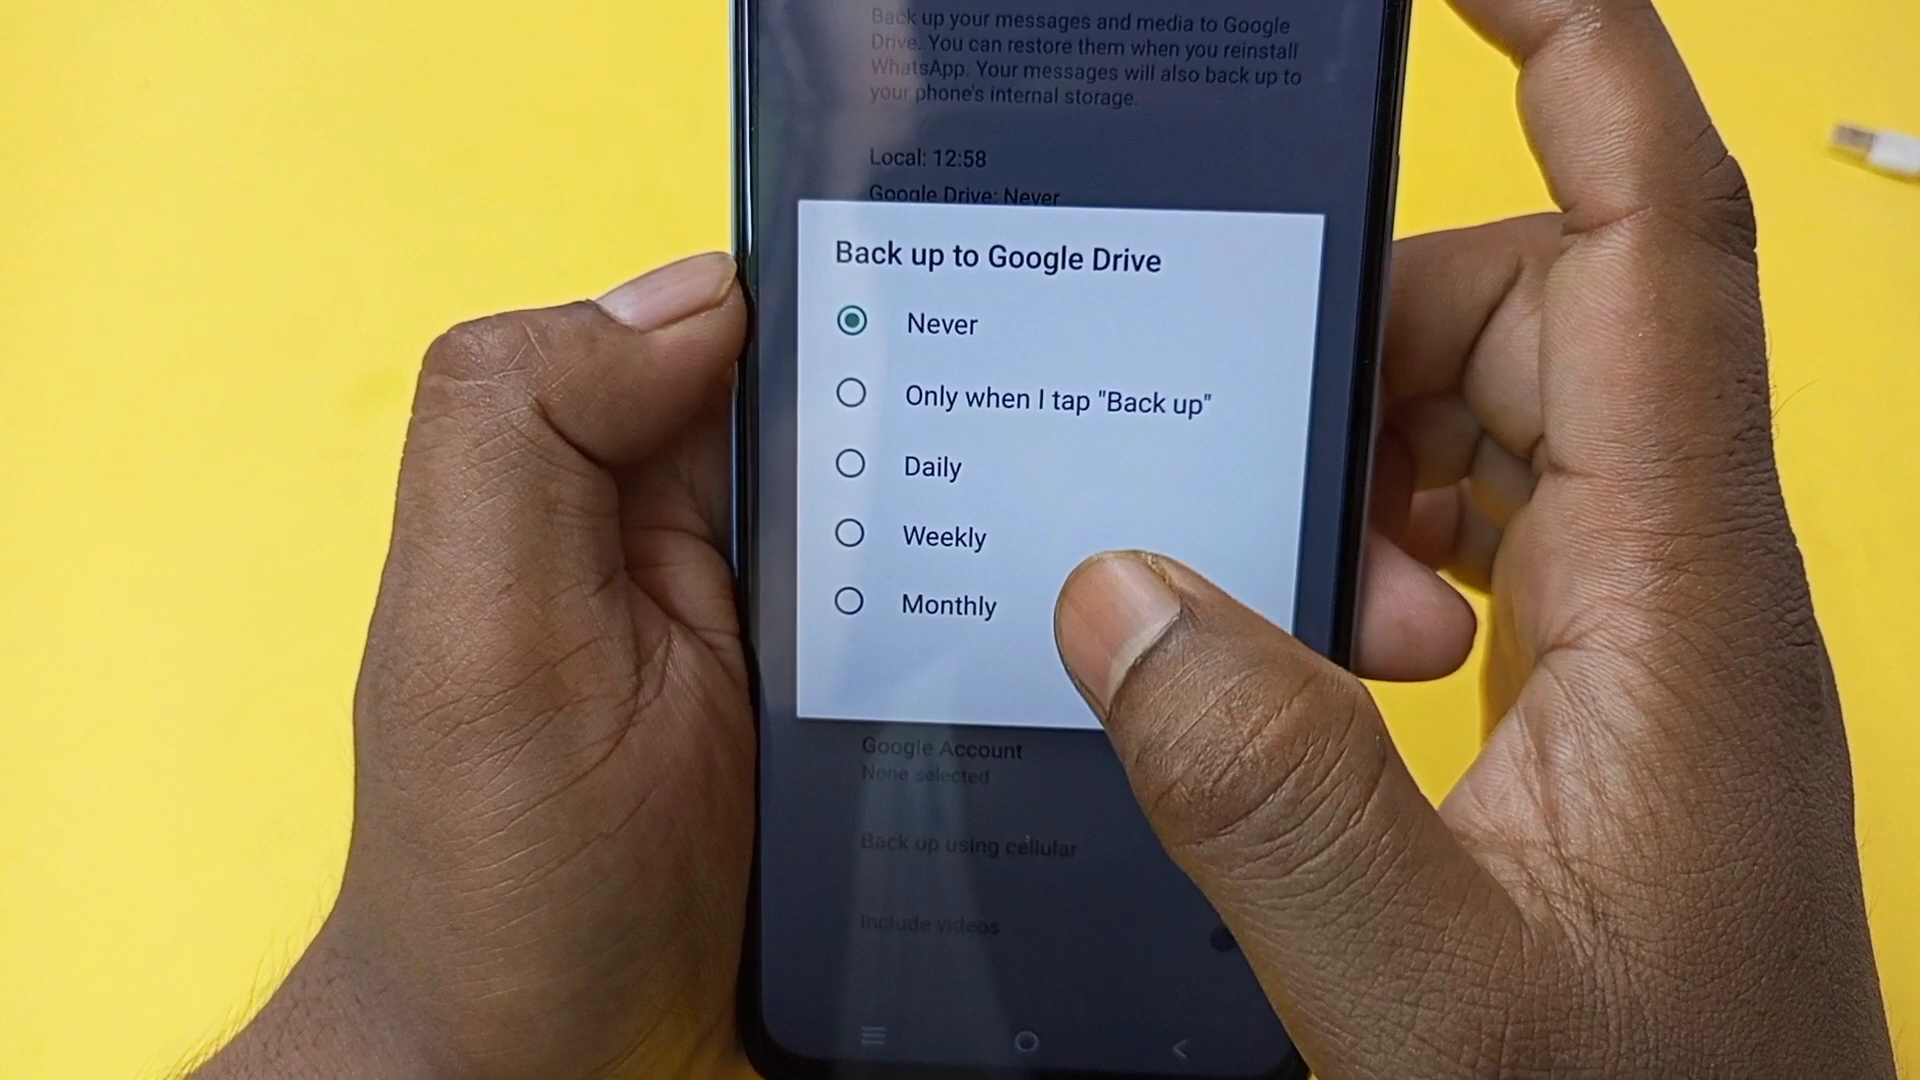 Back up your messages and media to Google
Drive. You can restore them when you reinstall
WhatsApp. Your messages will also back up to
your phone's internal storage.
Local: 12:58
Google Drive: Never
Back up to Google Drive
Never
Only when I tap "Back up"
Daily
Weekly
Monthly
Google Account
None selected
Back up using cellular
Include videos